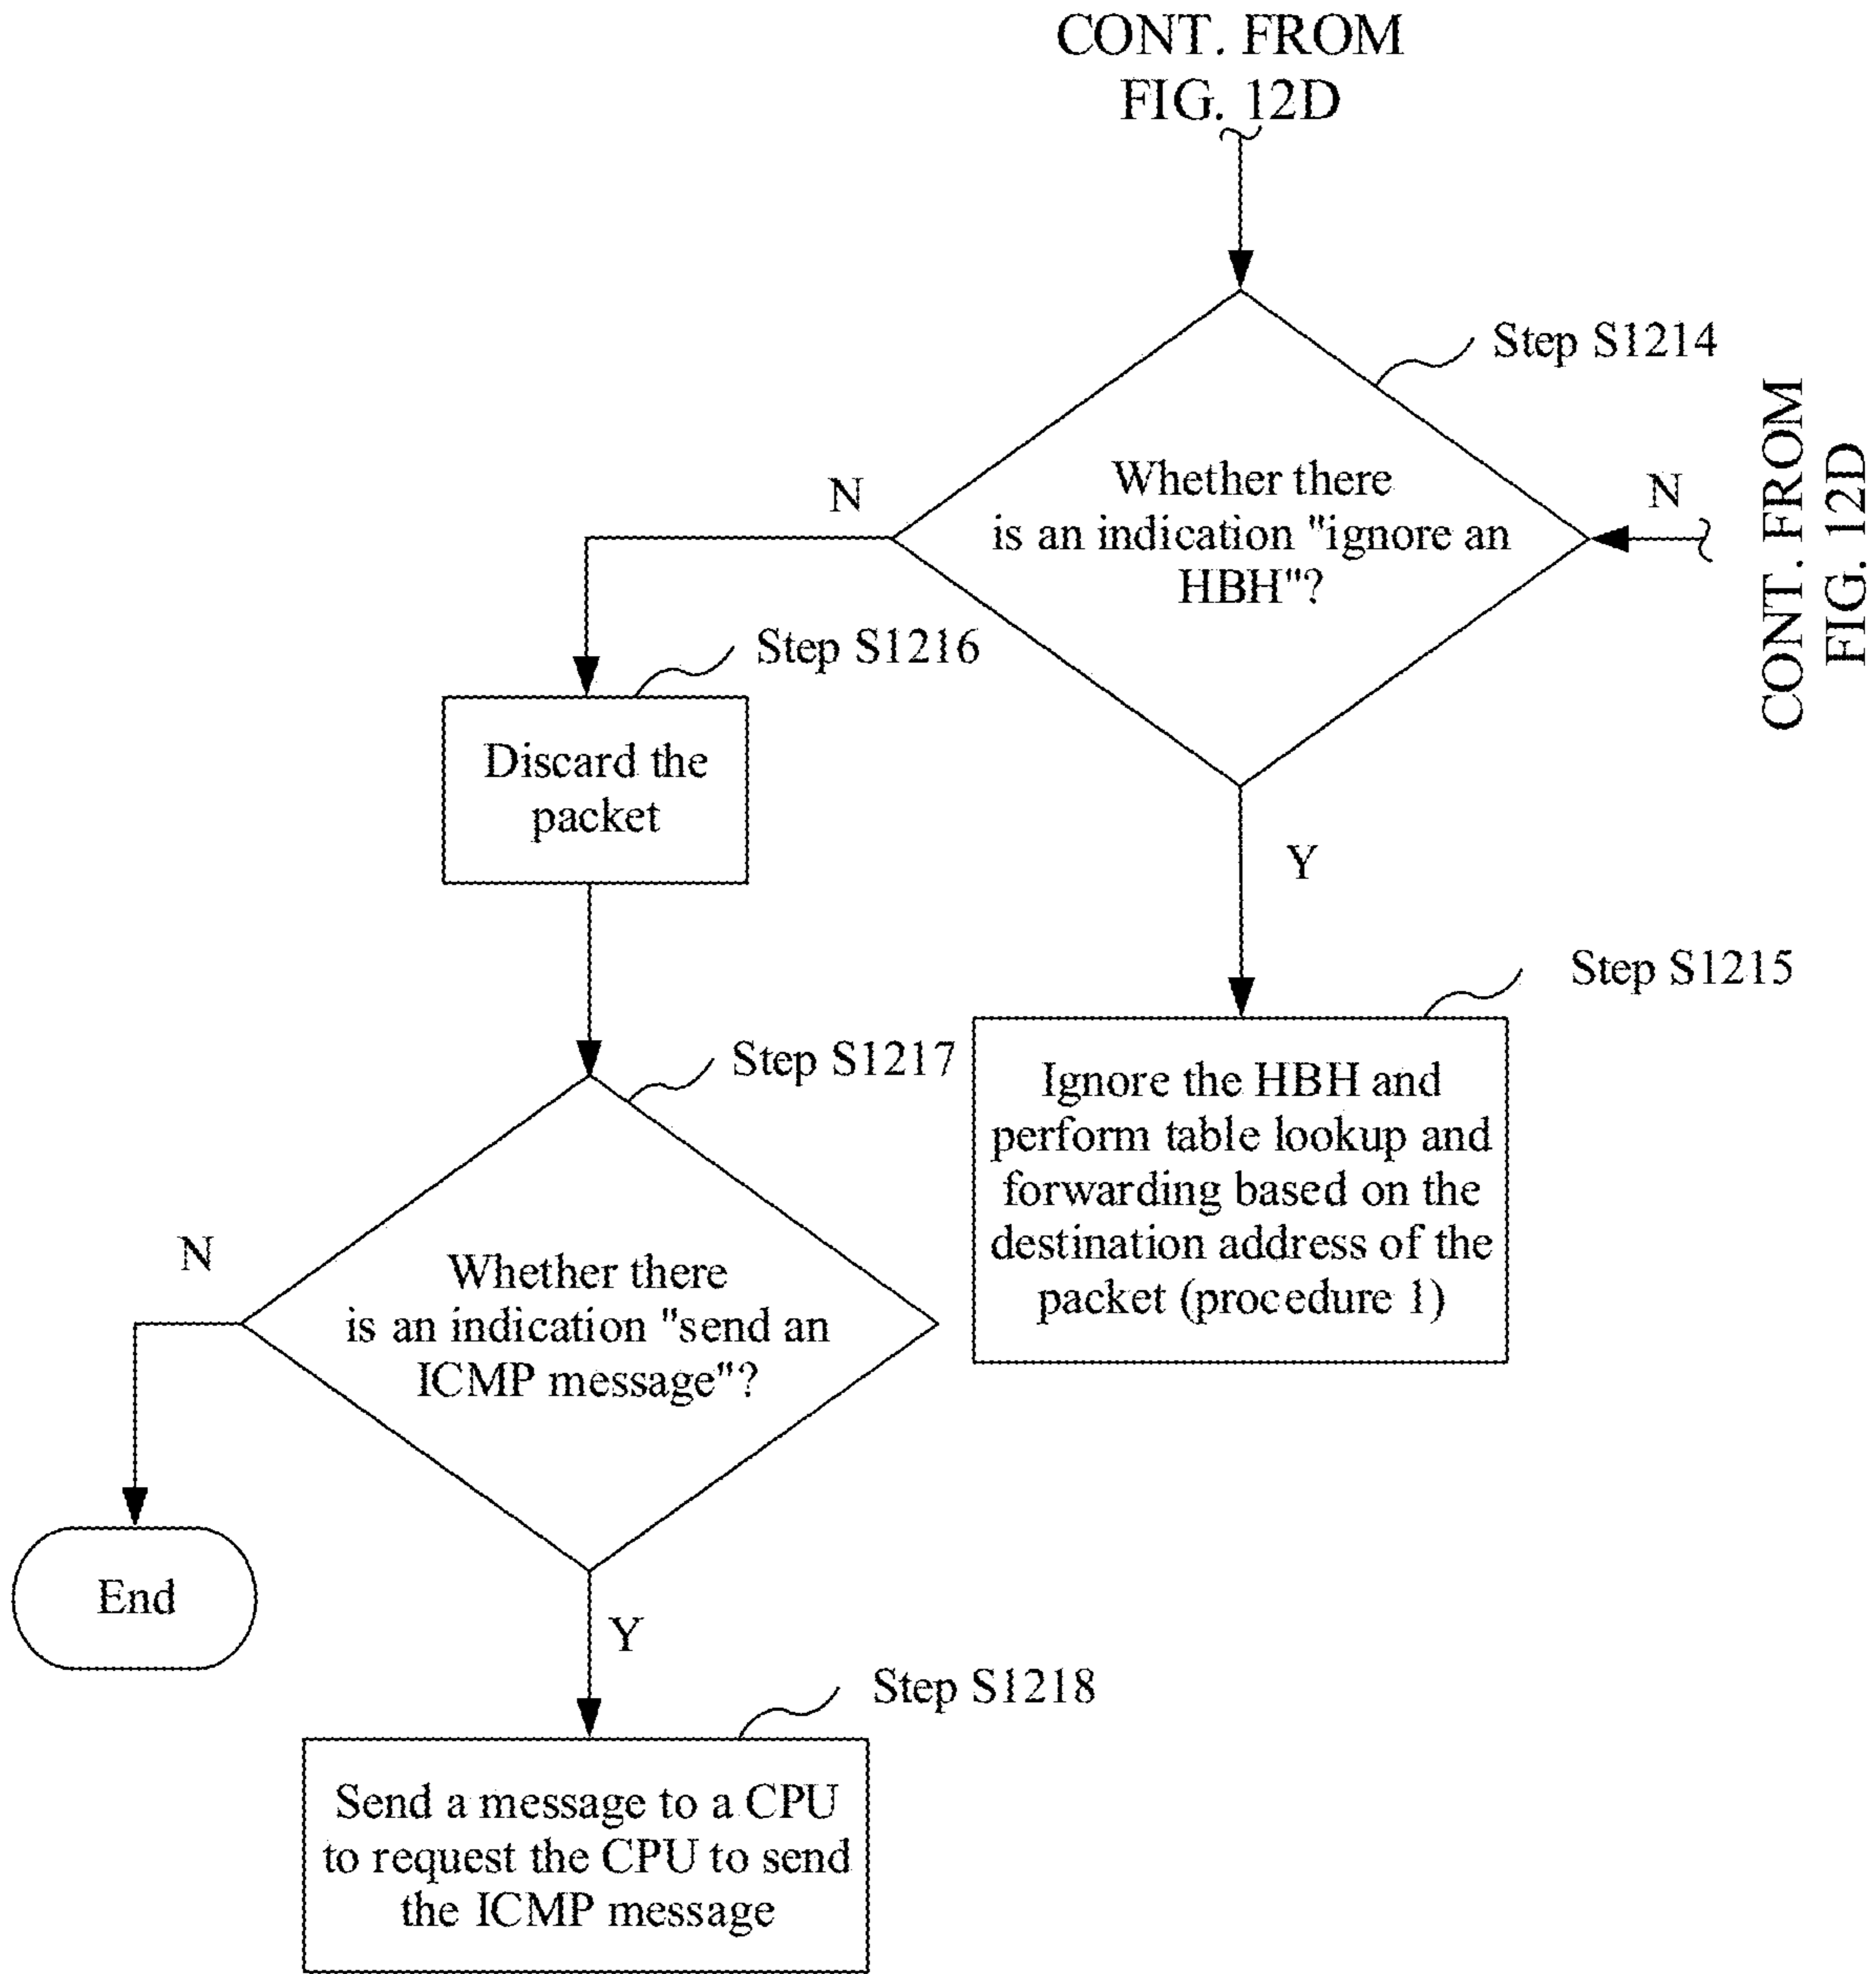 CONT. FROM
FIG. 12D
Step S1214
Whether there
is an indication "ignore an
HBH"?
N
N
CONT. FROM
FIG. 12D
Step S1216
Discard the
packet
Y
Step S1215
Ignore the HBH and
perform table lookup and
forwarding based on the
destination address of the
packet (procedure 1)
Step S1217
Whether there
is an indication "send an
ICMP message"?
N
End
Y
Step S1218
Send a message to a CPU
to request the CPU to send
the ICMP message